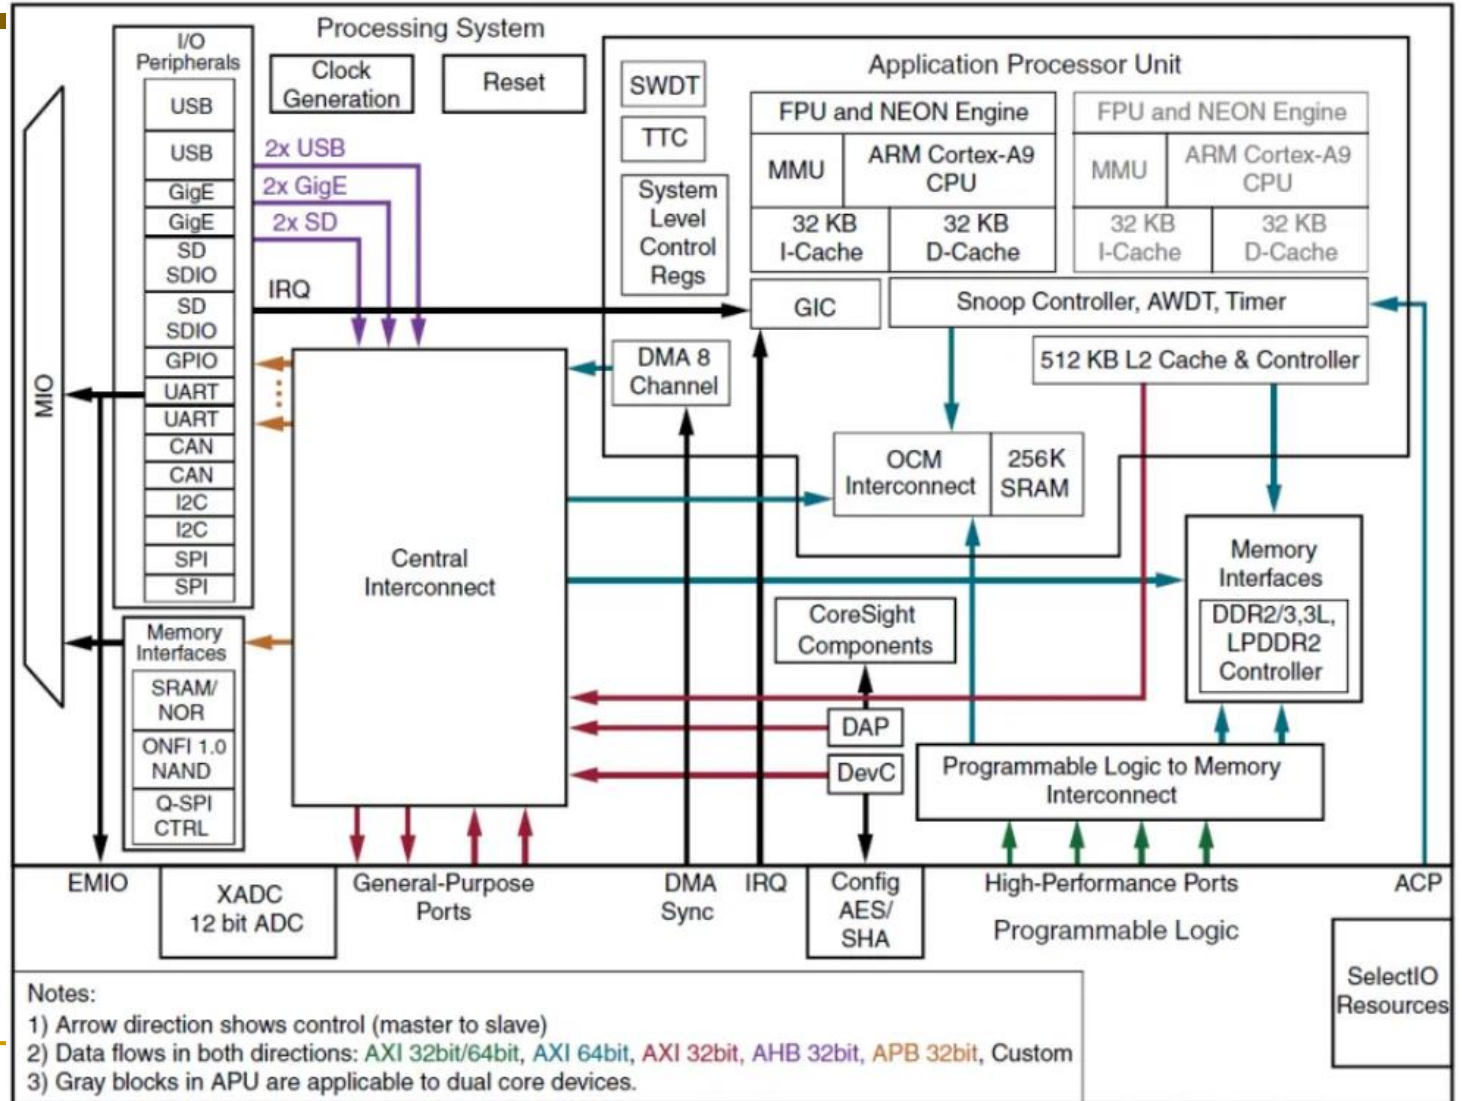 Processing System
I/O
Peripherals
USB
USB
GigE
GigE
SD
SDIO
SD
SDIO
GPIO
UART
UART
CAN
CAN
I2C
I2C
SPI
SPI
MIO
Clock
Generation
Reset
2x USB
2x GigE
2x SD
IRQ
Application Processor Unit
SWDT
TTC
System
Level
Control
Regs
FPU and NEON Engine
MMU
ARM Cortex-A9
CPU
32 KB
I-Cache
32 KB
D-Cache
FPU and NEON Engine
MMU
ARM Cortex-A9
CPU
32 KB
I-Cache
32 KB
D-Cache
GIC
Snoop Controller, AWDT, Timer
DMA 8
Channel
512 KB L2 Cache & Controller
OCM
Interconnect
256K
SRAM
Central
Interconnect
Memory
Interfaces
DDR2/3,3L,
LPDDR2
Controller
CoreSight
Components
DAP
DevC
Programmable Logic to Memory
Interconnect
Memory
Interfaces
SRAM/
NOR
ONFI 1.0
NAND
Q-SPI
CTRL
EMIO
XADC
12 bit ADC
General-Purpose
Ports
DMA
Sync
IRQ
Config
AES/
SHA
High-Performance Ports
ACP
Programmable Logic
SelectIO
Resources
Notes:
1) Arrow direction shows control (master to slave)
2) Data flows in both directions: AXI 32bit/64bit, AXI 64bit, AXI 32bit, AHB 32bit, APB 32bit, Custom
3) Gray blocks in APU are applicable to dual core devices.